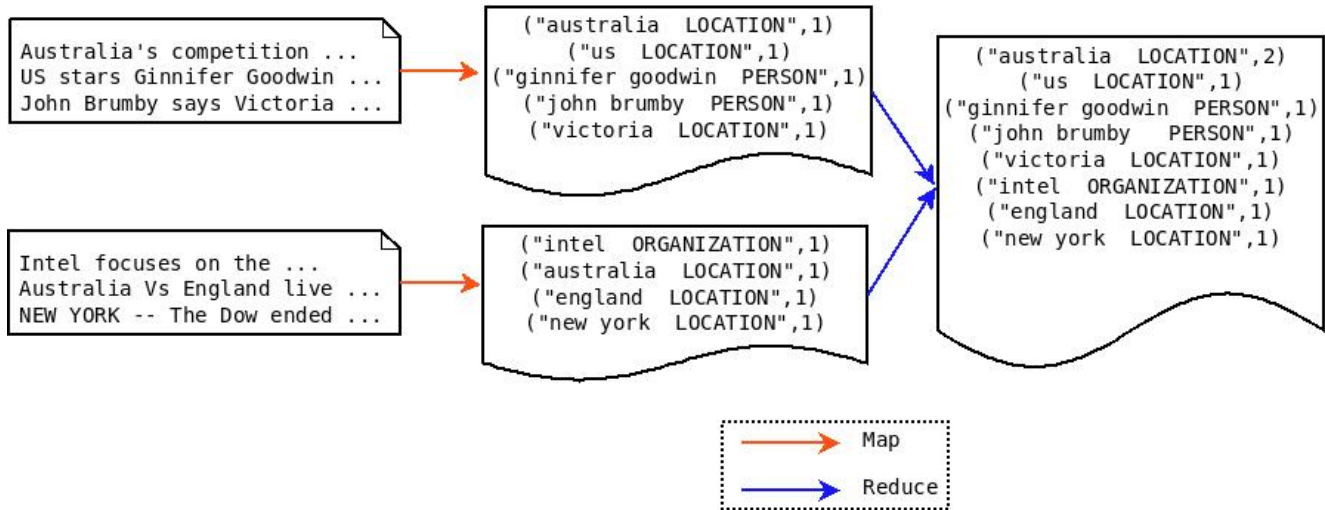 Australia's competition ...
US stars Ginnifer Goodwin ...
John Brumby says Victoria ...
("australia LOCATION",1)
("us LOCATION",1)
("ginnifer goodwin PERSON",1)
("john brumby PERSON",1)
("victoria LOCATION",1)
Intel focuses on the ...
Australia Vs England live ...
NEW YORK -- The Dow ended ...
("intel ORGANIZATION",1)
("australia LOCATION",1)
("england LOCATION",1)
("new york LOCATION",1)
("australia LOCATION",2)
("us LOCATION",1)
("ginnifer goodwin PERSON",1)
("john brumby PERSON",1)
("victoria LOCATION",1)
("intel ORGANIZATION",1)
("england LOCATION",1)
("new york LOCATION",1)
Map
Reduce